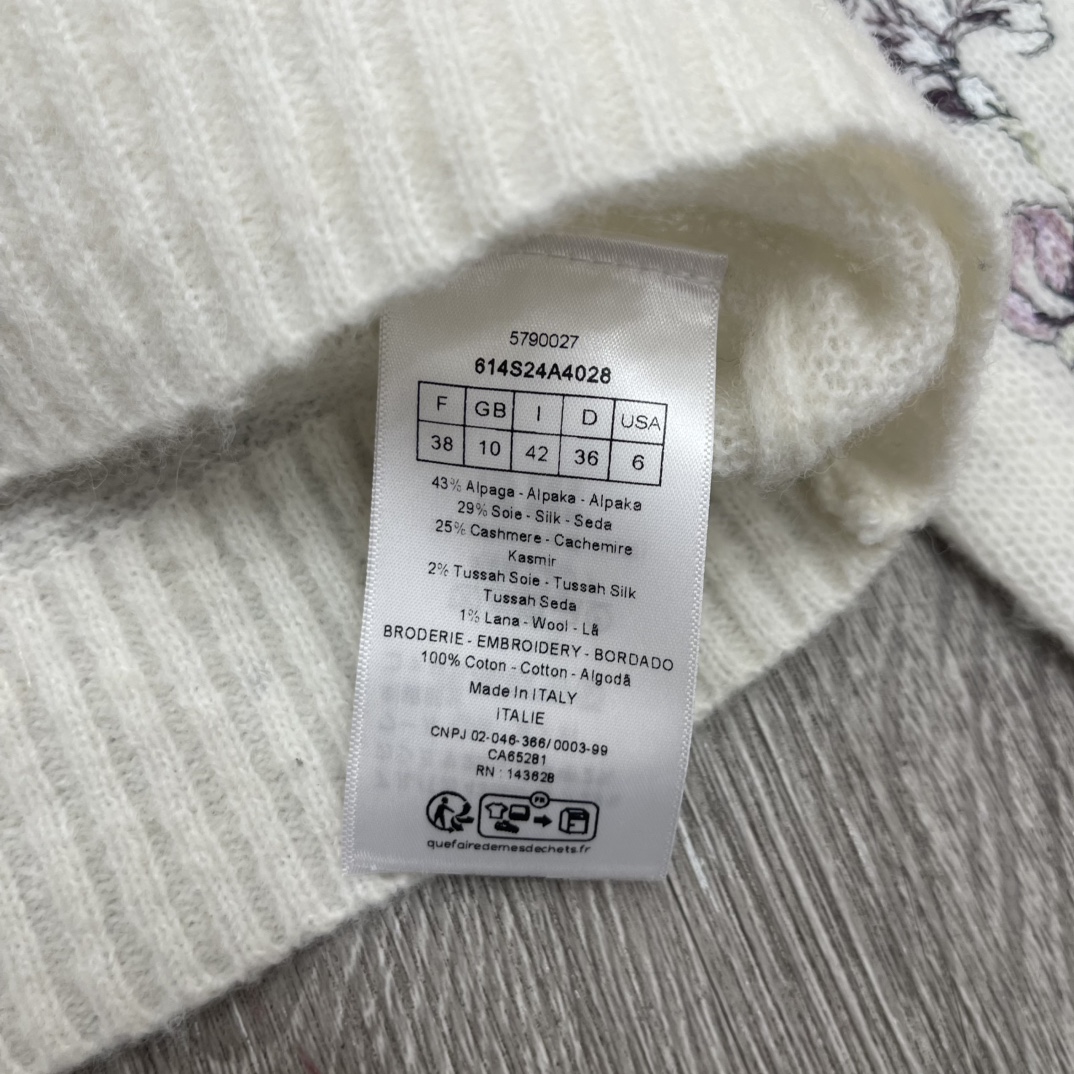 5790027
614S24A4028
F GB I D USA
38 10 42 36 6
43% Alpaga - Alpaka - Alpaka
29% Soie - Silk - Seda
25% Cashmere - Cachemire
Kasmir
2% Tussah Soie - Tussah Silk
Tussah Seda
1% Lana - Wool - Lã
BRODERIE - EMBROIDERY - BORDADO
100% Coton - Cotton - Algodã
Made In ITALY
ITALIE
CNPJ 02-046-366/0003-99
CA65281
RN : 143628
FR
quefairedemesdechets.fr